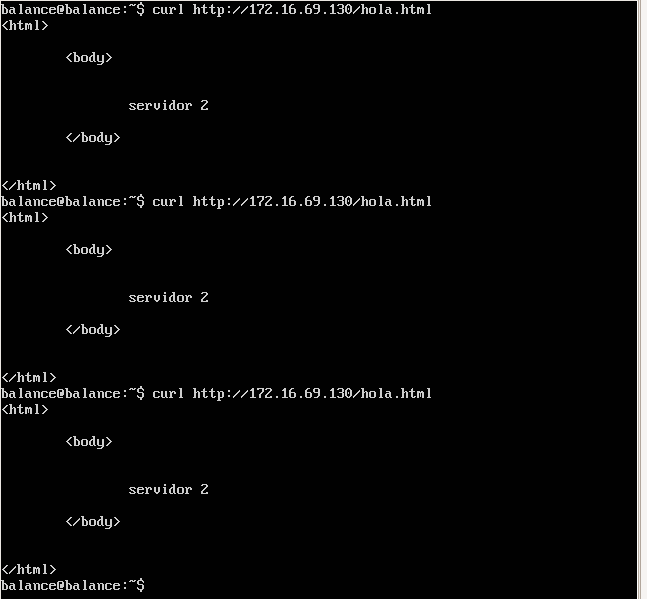 balance@balance:~$ curl http://172.16.69.130/hola.html
<html>
<body>
servidor 2
</body>
</html>
balance@balance:~$ curl http://172.16.69.130/hola.html
<html>
<body>
servidor 2
</body>
</html>
balance@balance:~$ curl http://172.16.69.130/hola.html
<html>
<body>
servidor 2
</body>
</html>
balance@balance:~$